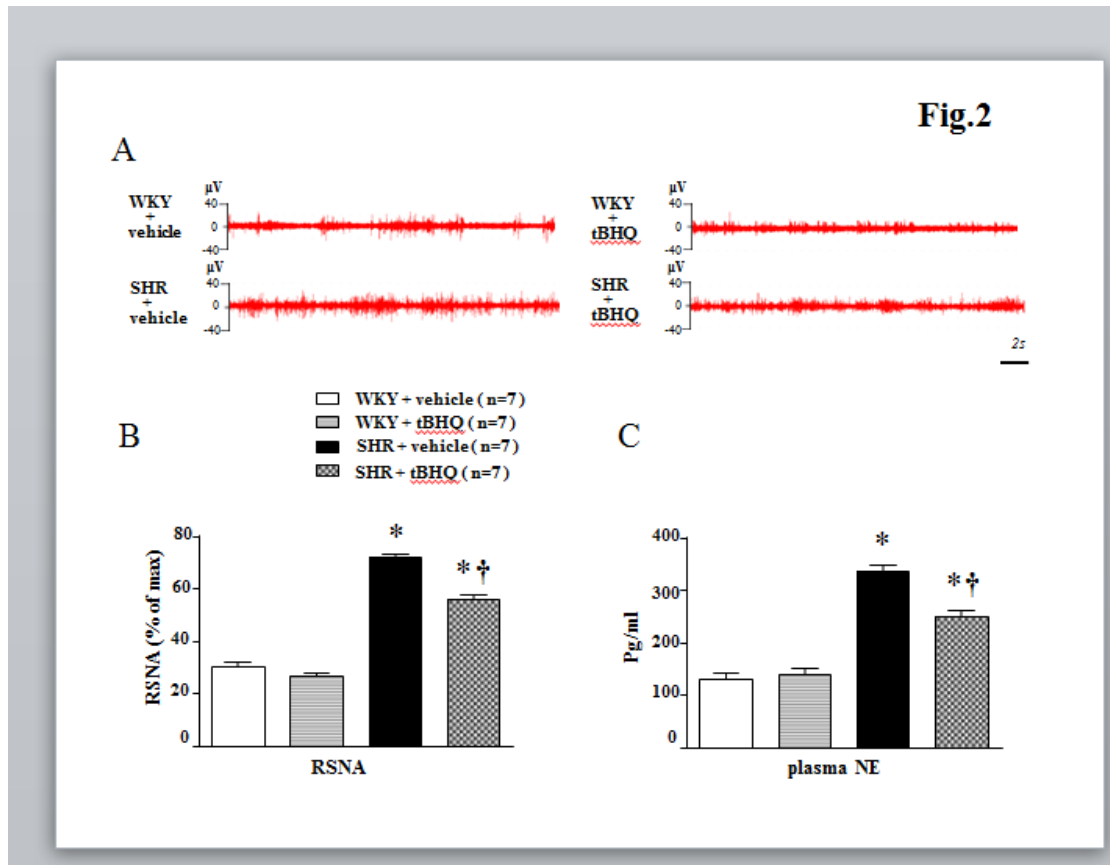 Fig.2
A
µV
40
0
-40
WKY
+
vehicle
µV
40
0
-40
WKY
+
tBHQ
µV
40
0
-40
SHR
+
vehicle
µV
40
0
-40
SHR
+
tBHQ
2s
WKY + vehicle ( n=7 )
WKY + tBHQ ( n=7 )
SHR + vehicle ( n=7 )
SHR + tBHQ ( n=7 )
B
RSNA (% of max)
80
60
40
20
0
*
*†
RSNA
C
Pg/ml
400
300
200
100
0
*
*†
plasma NE